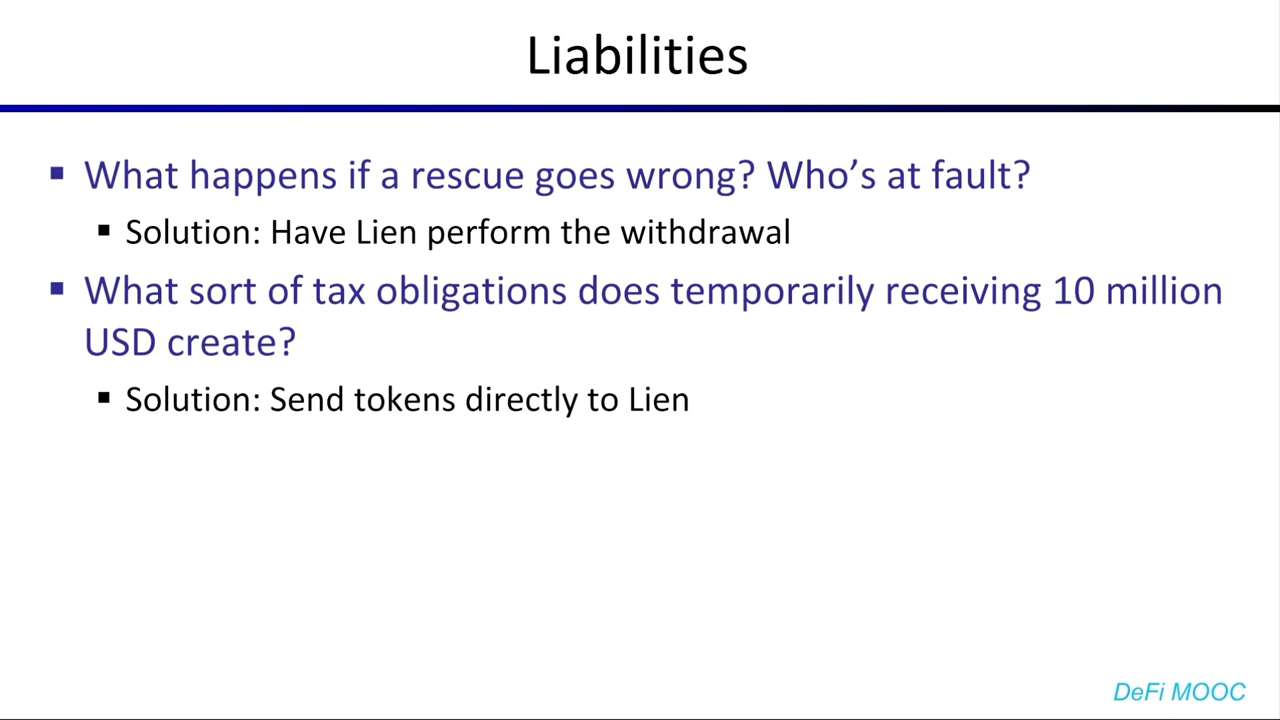 Liabilities
▪ What happens if a rescue goes wrong? Who’s at fault?
▪ Solution: Have Lien perform the withdrawal
▪ What sort of tax obligations does temporarily receiving 10 million
USD create?
▪ Solution: Send tokens directly to Lien
DeFi MOOC